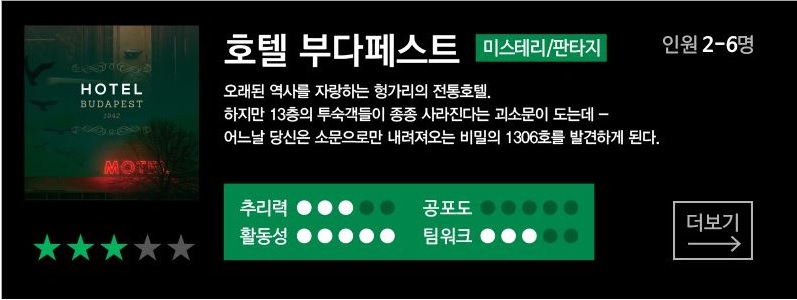 호텔 부다페스트
미스테리/판타지
인원 2-6명
HOTEL
BUDAPEST
1942
MOTEL
오래된 역사를 자랑하는 헝가리의 전통호텔.
하지만 13층의 투숙객들이 종종 사라진다는 괴소문이 도는데 –
어느날 당신은 소문으로만 내려져오는 비밀의 1306호를 발견하게 된다.
추리력
공포도
활동성
팀워크
더보기